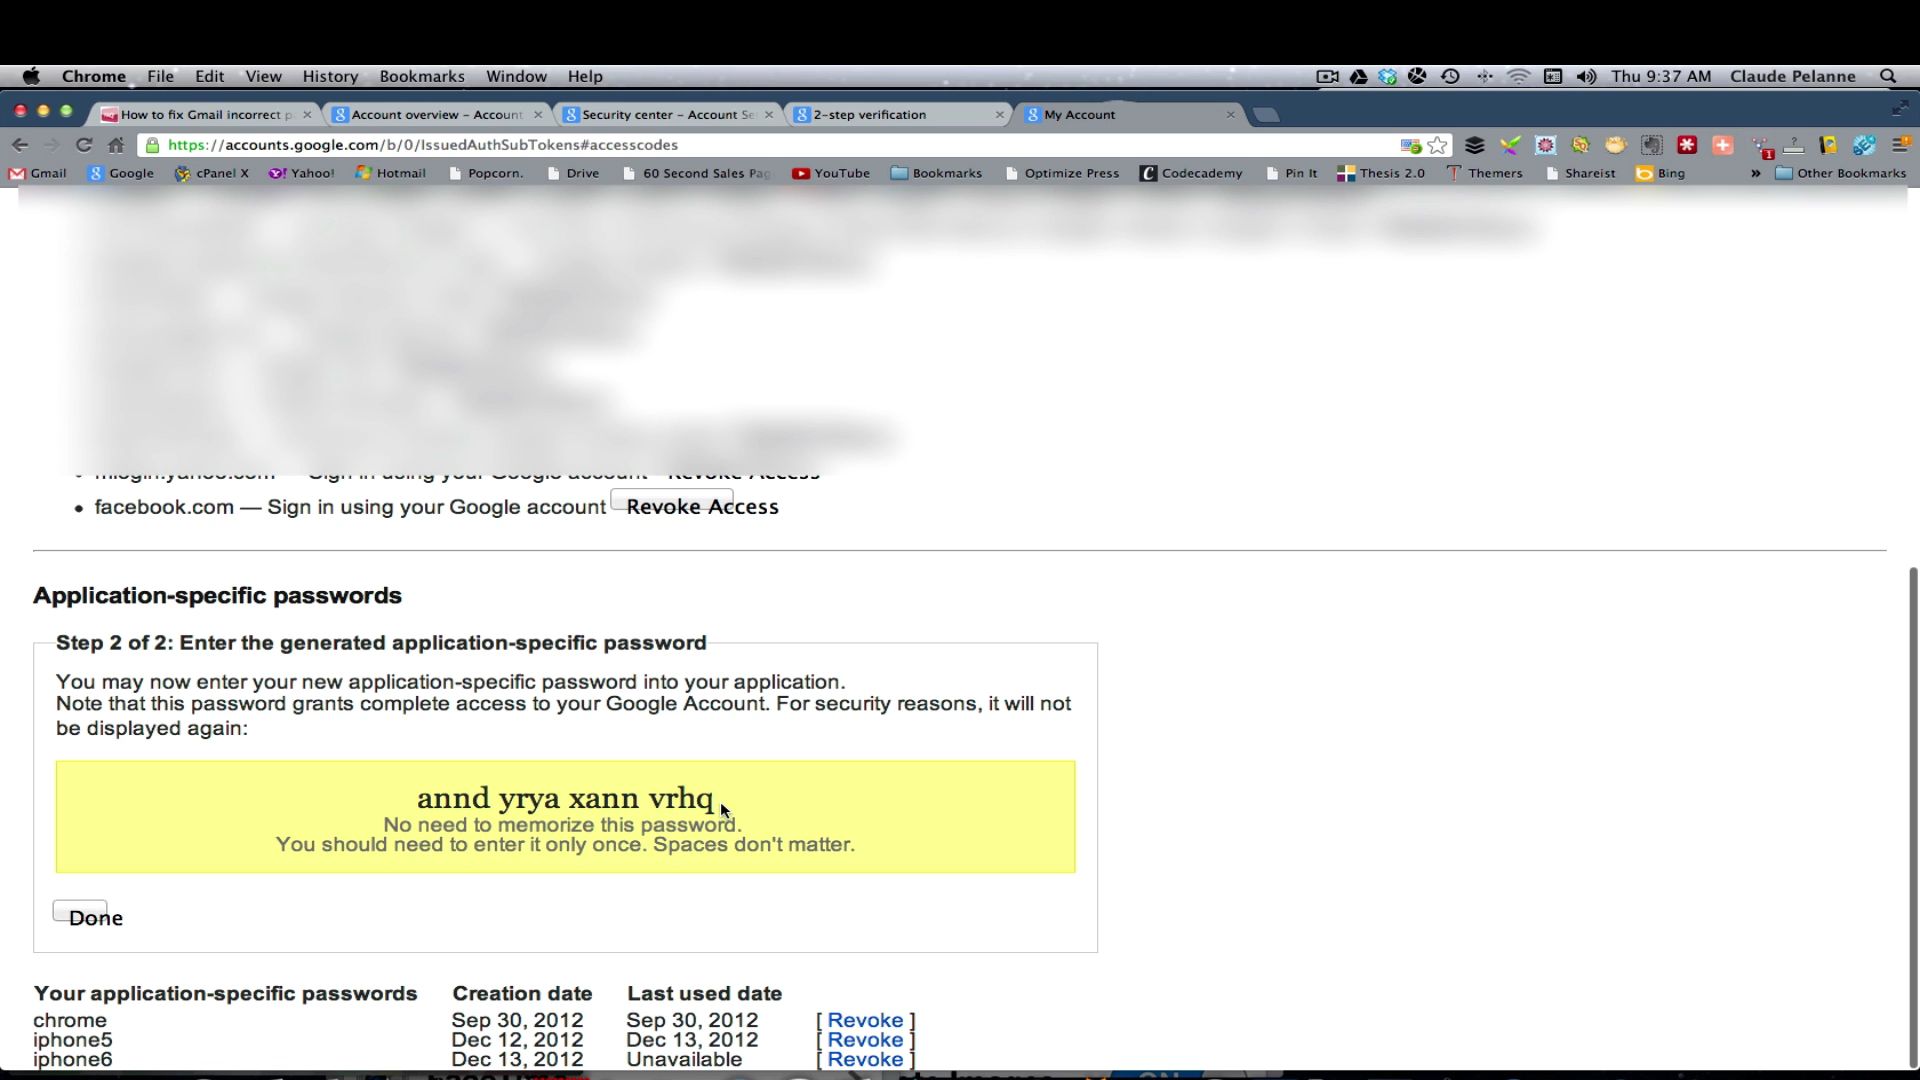 Chrome File Edit View History Bookmarks Window Help Thu 9:37 AM Claude Pelanne
How to fix Gmail incorrect p Account overview – Account Security center – Account Se 2-step verification My Account
https://accounts.google.com/b/0/IssuedAuthSubTokens#accesscodes
Gmail Google cPanel X Yahoo! Hotmail Popcorn. Drive 60 Second Sales Pag YouTube Bookmarks Optimize Press Codecademy Pin It Thesis 2.0 Themers Shareist Bing » Other Bookmarks
• facebook.com — Sign in using your Google account Revoke Access
Application-specific passwords
Step 2 of 2: Enter the generated application-specific password
You may now enter your new application-specific password into your application.
Note that this password grants complete access to your Google Account. For security reasons, it will not
be displayed again:
annd yrya xann vrhq
No need to memorize this password.
You should need to enter it only once. Spaces don't matter.
Done
Your application-specific passwords Creation date Last used date
chrome Sep 30, 2012 Sep 30, 2012 [ Revoke ]
iphone5 Dec 12, 2012 Dec 13, 2012 [ Revoke ]
iphone6 Dec 13, 2012 Unavailable [ Revoke ]